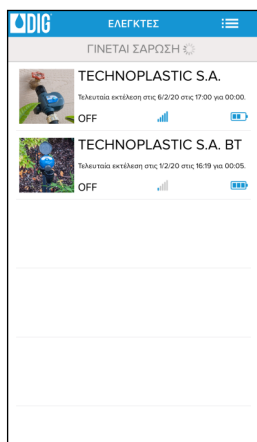 DIG
ΕΛΕΓΚΤΕΣ
ΓΙΝΕΤΑΙ ΣΑΡΩΣΗ
TECHNOPLASTIC S.A.
Τελευταία εκτέλεση στις 6/2/20 στις 17:00 για 00:00.
OFF
TECHNOPLASTIC S.A. BT
Τελευταία εκτέλεση στις 1/2/20 στις 16:19 για 00:05.
OFF